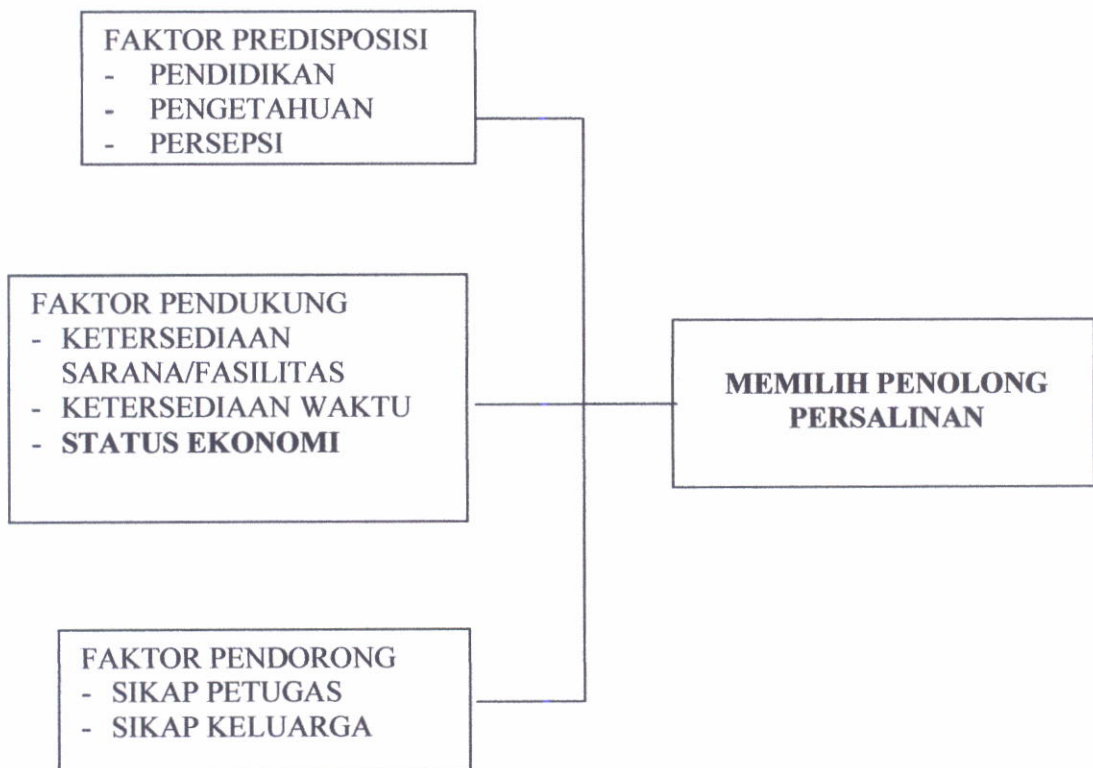 FAKTOR PREDISPOSISI
- PENDIDIKAN
- PENGETAHUAN
- PERSEPSI
FAKTOR PENDUKUNG
- KETERSEDIAAN
SARANA/FASILITAS
- KETERSEDIAAN WAKTU
- STATUS EKONOMI
MEMILIH PENOLONG
PERSALINAN
FAKTOR PENDORONG
- SIKAP PETUGAS
- SIKAP KELUARGA